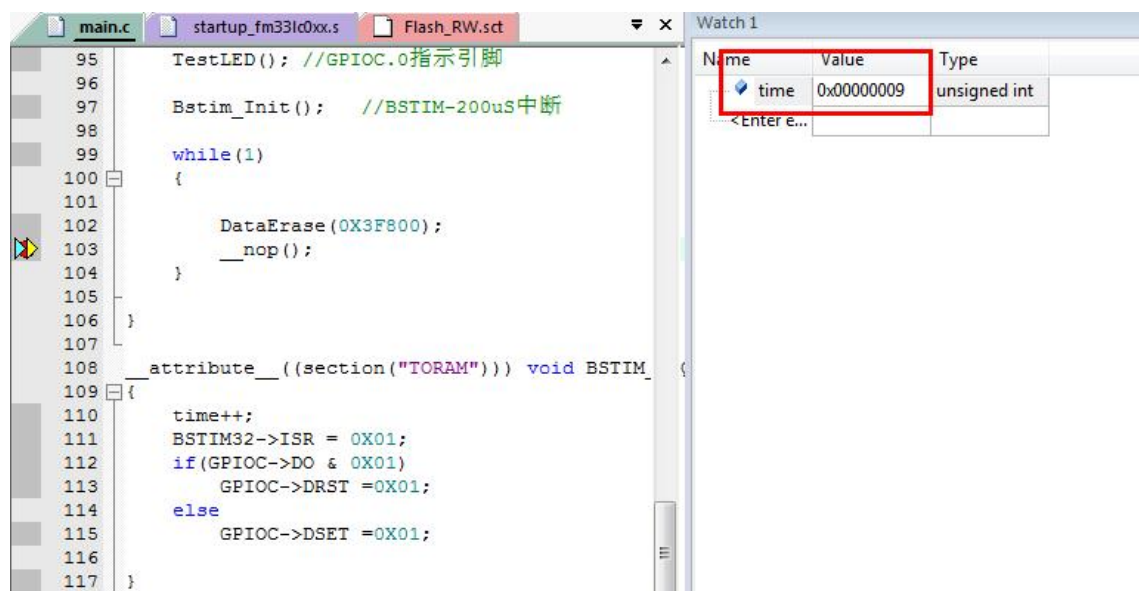 main.c startup_fm33lc0xx.s Flash_RW.sct
95 TestLED(); //GPIOC.0指示引脚
96
97 Bstim_Init(); //BSTIM-200uS中断
98
99 while(1)
100 {
101
102 DataErase(0X3F800);
103 __nop();
104 }
105
106 }
107
108 __attribute__((section("TORAM"))) void BSTIM_
109 {
110 time++;
111 BSTIM32->ISR = 0X01;
112 if(GPIOC->DO & 0X01)
113 GPIOC->DRST =0X01;
114 else
115 GPIOC->DSET =0X01;
116
117 }
Watch 1
Name Value Type
time 0x00000009 unsigned int
<Enter e...